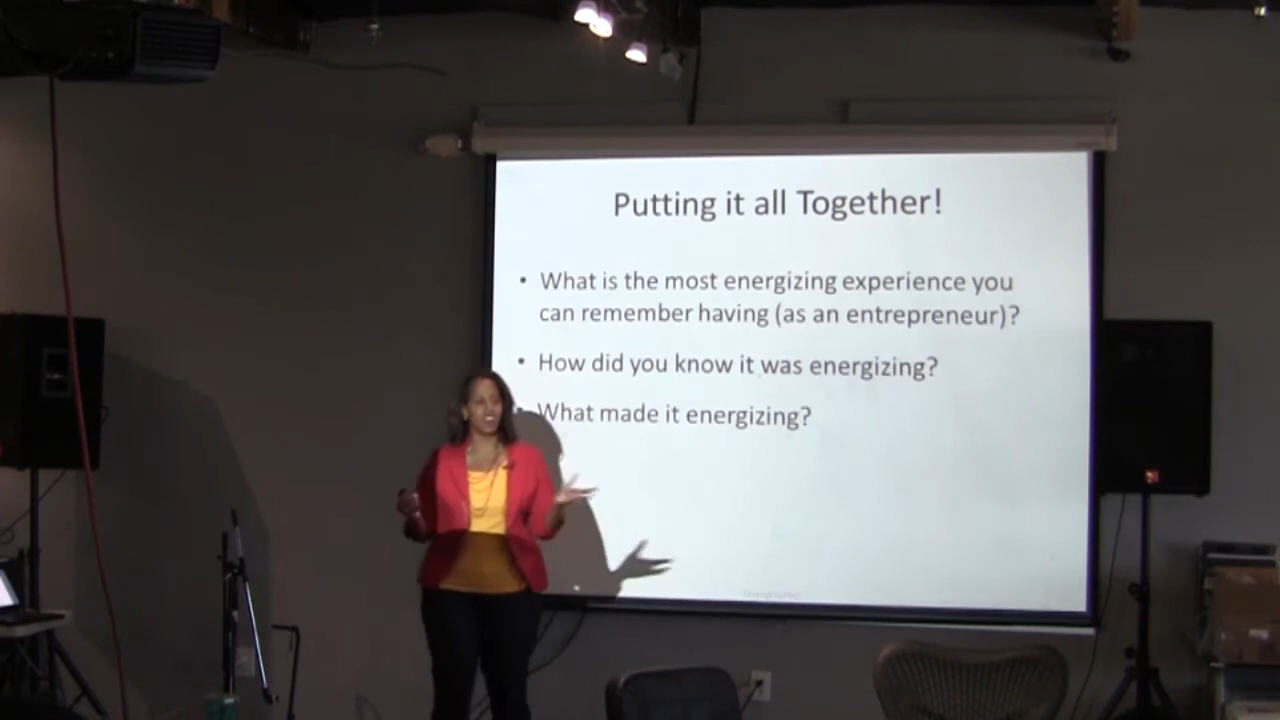 Putting it all Together!
• What is the most energizing experience you
can remember having (as an entrepreneur)?
• How did you know it was energizing?
• What made it energizing?